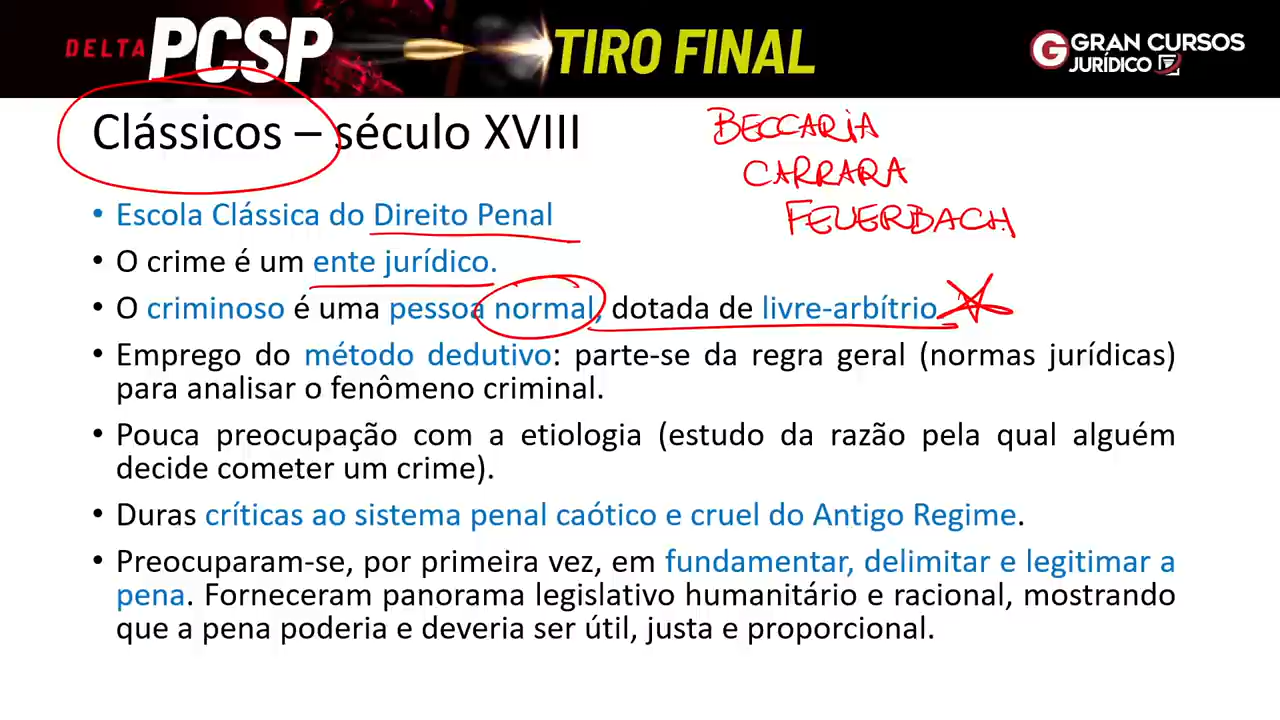 DELTA PCSP TIRO FINAL GRAN CURSOS
JURÍDICO
Clássicos – século XVIII
BECCARIA
CARRARA
FEUERBACH
• Escola Clássica do Direito Penal
• O crime é um ente jurídico.
• O criminoso é uma pessoa normal, dotada de livre-arbítrio.
• Emprego do método dedutivo: parte-se da regra geral (normas jurídicas)
para analisar o fenômeno criminal.
• Pouca preocupação com a etiologia (estudo da razão pela qual alguém
decide cometer um crime).
• Duras críticas ao sistema penal caótico e cruel do Antigo Regime.
• Preocuparam-se, por primeira vez, em fundamentar, delimitar e legitimar a
pena. Forneceram panorama legislativo humanitário e racional, mostrando
que a pena poderia e deveria ser útil, justa e proporcional.